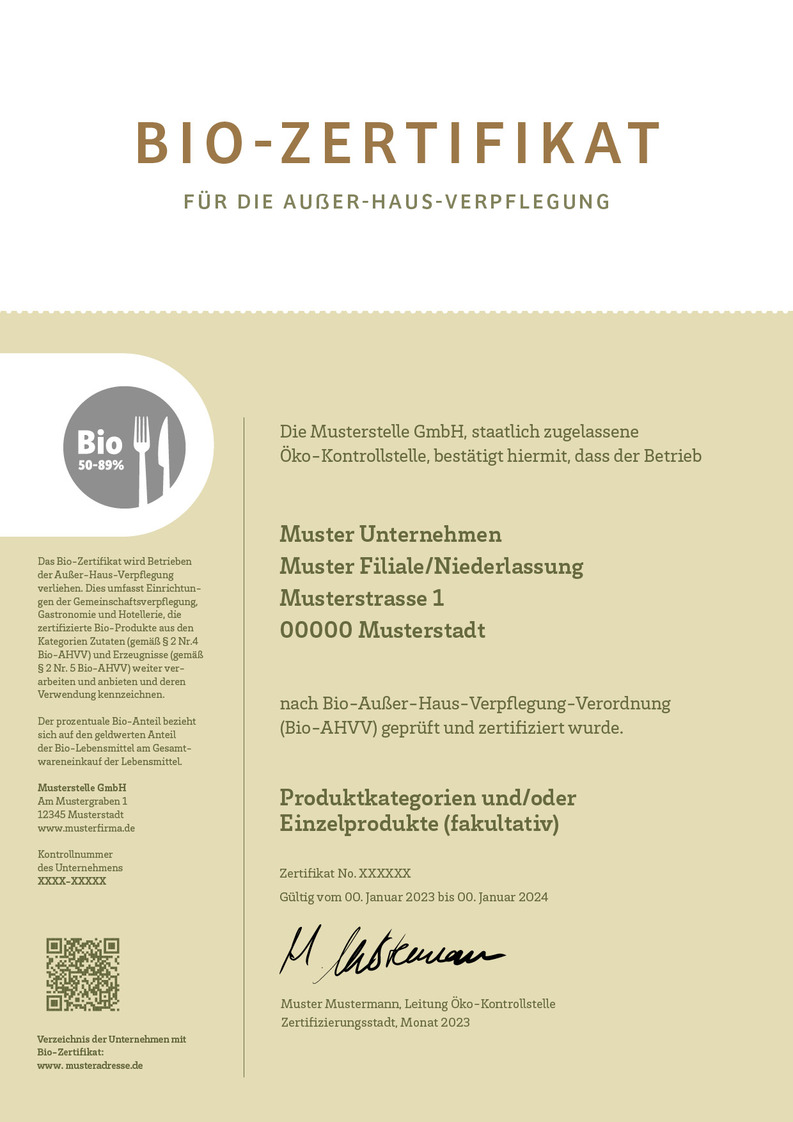 BIO-ZERTIFIKAT
FÜR DIE AUßER-HAUS-VERPFLEGUNG
Bio
50-89%
Das Bio-Zertifikat wird Betrieben
der Außer-Haus-Verpflegung
verliehen. Dies umfasst Einrichtun-
gen der Gemeinschaftsverpflegung,
Gastronomie und Hotellerie, die
zertifizierte Bio-Produkte aus den
Kategorien Zutaten (gemäß § 2 Nr.4
Bio-AHVV) und Erzeugnisse (gemäß
§ 2 Nr. 5 Bio-AHVV) weiter ver-
arbeiten und anbieten und deren
Verwendung kennzeichnen.
Der prozentuale Bio-Anteil bezieht
sich auf den geldwerten Anteil
der Bio-Lebensmittel am Gesamt-
wareneinkauf der Lebensmittel.
Musterstelle GmbH
Am Mustergraben 1
12345 Musterstadt
www.musterfirma.de
Kontrollnummer
des Unternehmens
XXXX-XXXXX
Verzeichnis der Unternehmen mit
Bio-Zertifikat:
www. musteradresse.de
Die Musterstelle GmbH, staatlich zugelassene
Öko-Kontrollstelle, bestätigt hiermit, dass der Betrieb
Muster Unternehmen
Muster Filiale/Niederlassung
Musterstrasse 1
00000 Musterstadt
nach Bio-Außer-Haus-Verpflegung-Verordnung
(Bio-AHVV) geprüft und zertifiziert wurde.
Produktkategorien und/oder
Einzelprodukte (fakultativ)
Zertifikat No. XXXXXX
Gültig vom 00. Januar 2023 bis 00. Januar 2024
M. Mustermann
Muster Mustermann, Leitung Öko-Kontrollstelle
Zertifizierungsstadt, Monat 2023